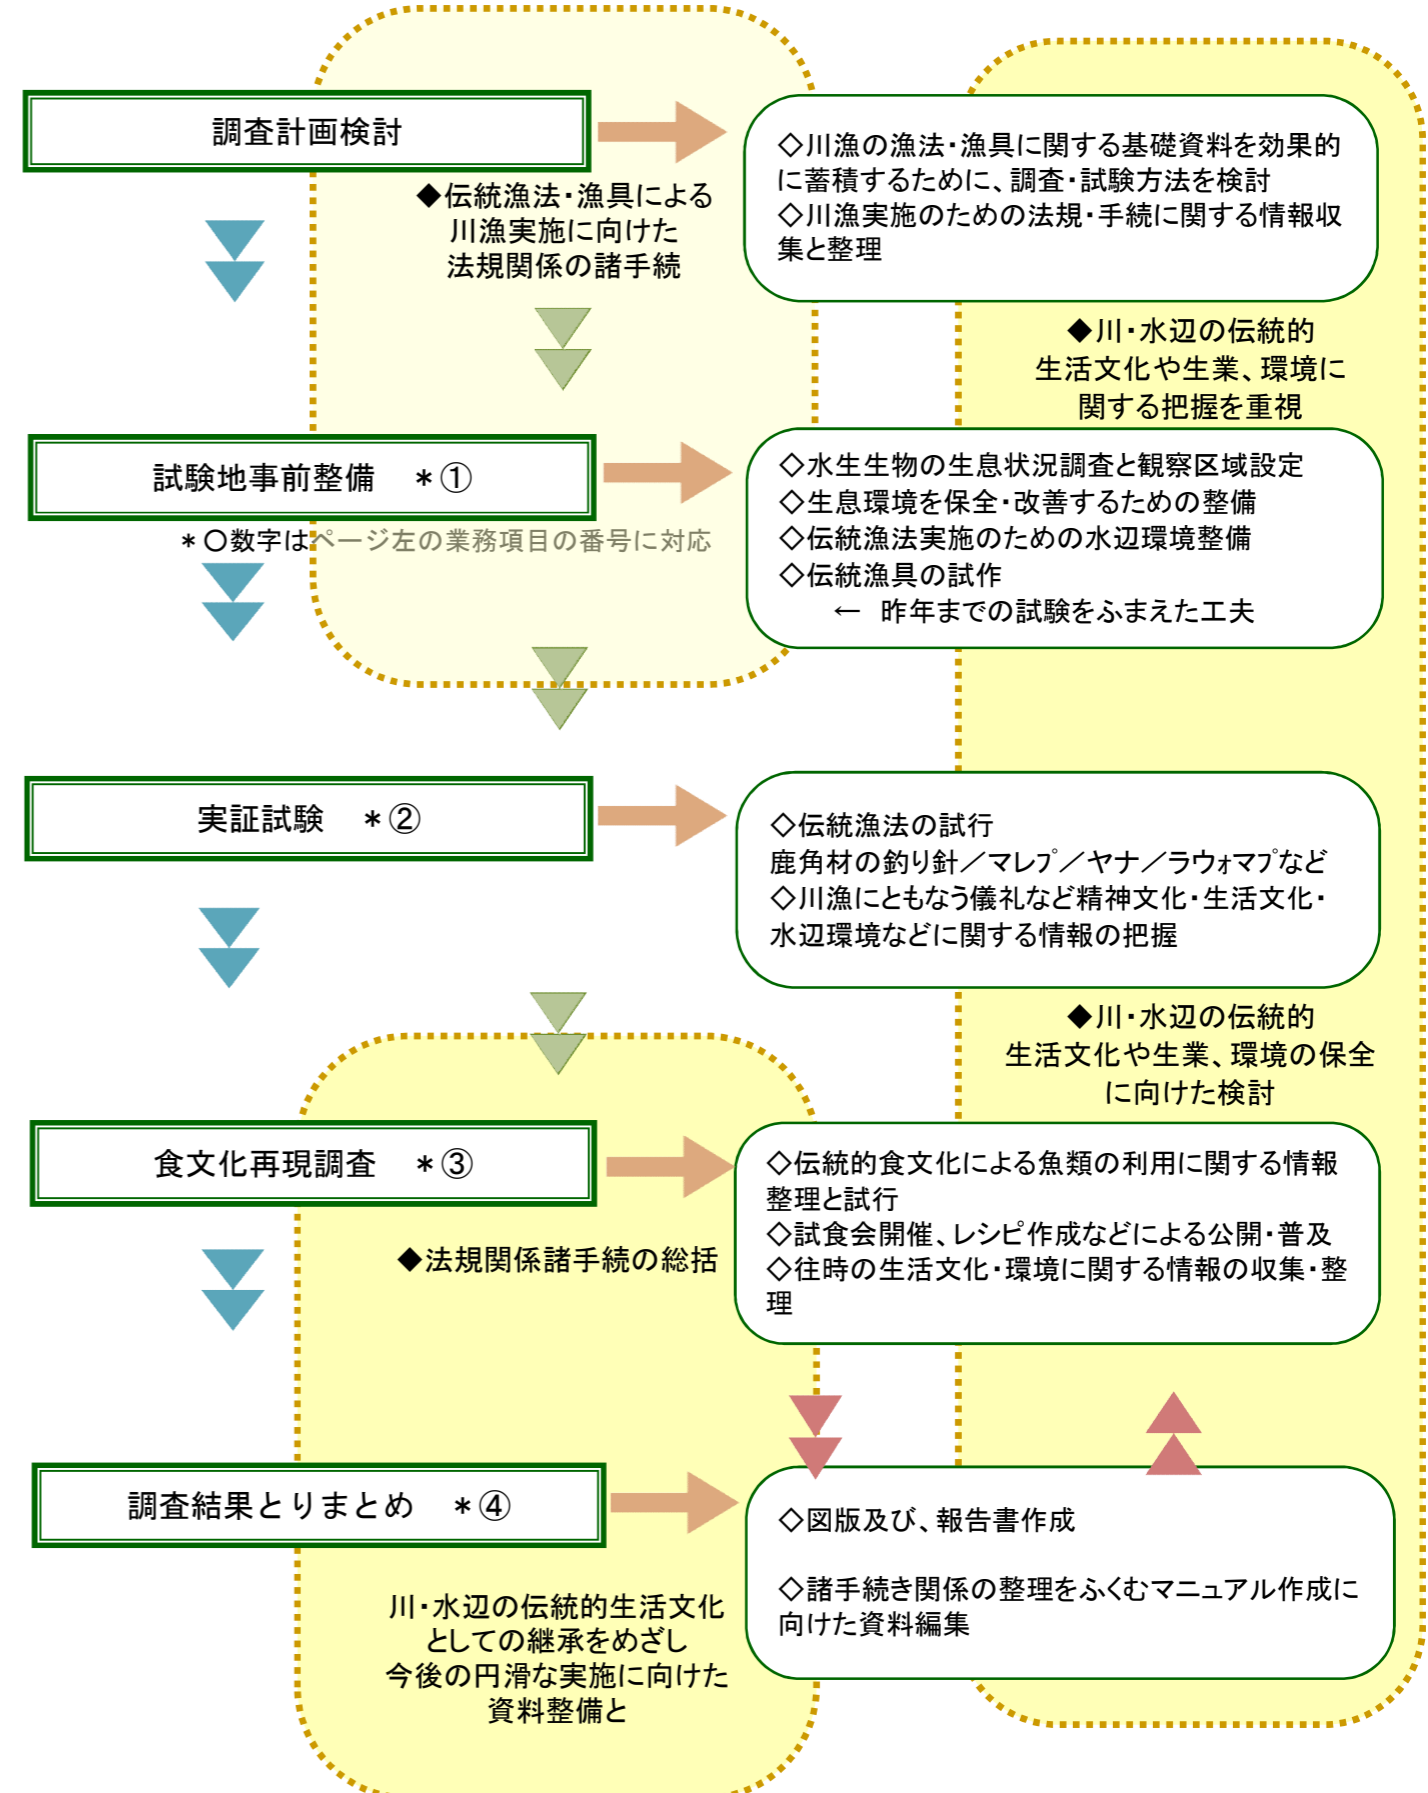 調査計画検討
◇川漁の漁法・漁具に関する基礎資料を効果的
に蓄積するために、調査・試験方法を検討
◇川漁実施のための法規・手続に関する情報収
集と整理
◆伝統漁法・漁具による
川漁実施に向けた
法規関係の諸手続
◆川・水辺の伝統的
生活文化や生業、環境に
関する把握を重視
試験地事前整備　＊①
＊〇数字はページ左の業務項目の番号に対応
◇水生生物の生息状況調査と観察区域設定
◇生息環境を保全・改善するための整備
◇伝統漁法実施のための水辺環境整備
◇伝統漁具の試作
←　昨年までの試験をふまえた工夫
実証試験　＊②
◇伝統漁法の試行
鹿角材の釣り針／マレㇷ゚／ヤナ／ラウォマㇷ゚など
◇川漁にともなう儀礼など精神文化・生活文化・
水辺環境などに関する情報の把握
◆川・水辺の伝統的
生活文化や生業、環境の保全
に向けた検討
食文化再現調査　＊③
◇伝統的食文化による魚類の利用に関する情報
整理と試行
◇試食会開催、レシピ作成などによる公開・普及
◇往時の生活文化・環境に関する情報の収集・整
理
◆法規関係諸手続の総括
調査結果とりまとめ　＊④
◇図版及び、報告書作成
◇諸手続き関係の整理をふくむマニュアル作成に
向けた資料編集
川・水辺の伝統的生活文化
としての継承をめざし
今後の円滑な実施に向けた
資料整備と